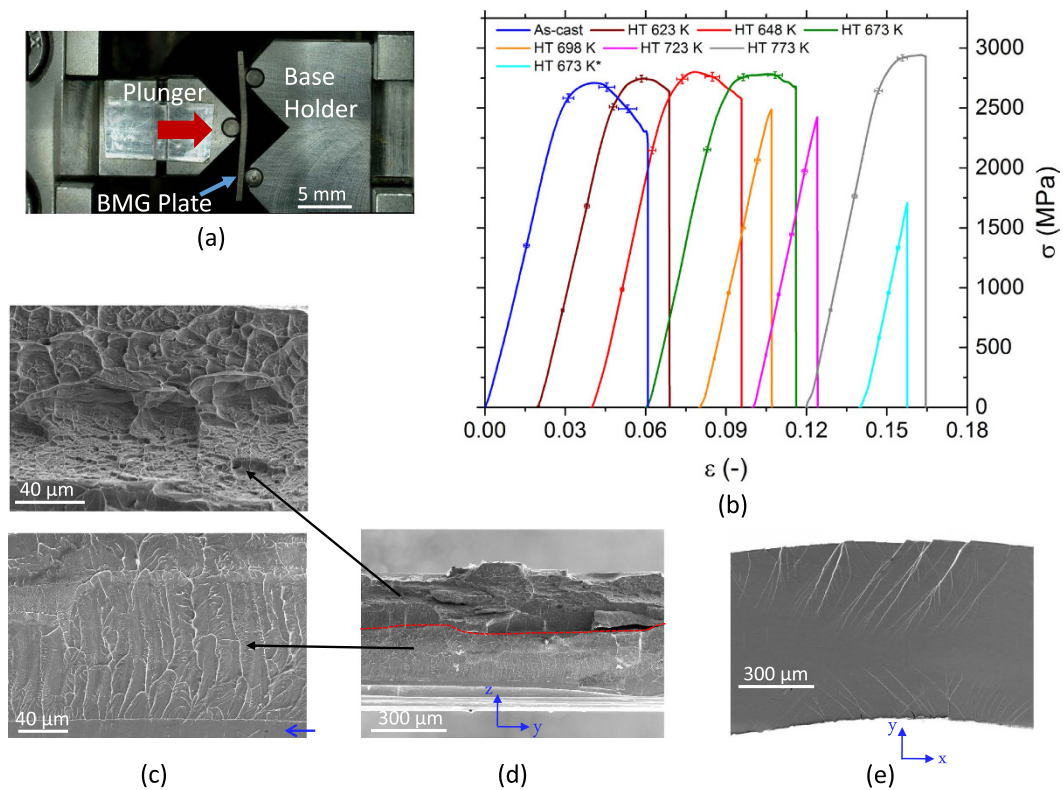 Plunger
Base
Holder
BMG Plate
5 mm
(a)
As-cast HT 623 K HT 648 K HT 673 K
HT 698 K HT 723 K HT 773 K
HT 673 K*
3000
2500
2000
1500
1000
500
0
σ (MPa)
0.00 0.03 0.06 0.09 0.12 0.15 0.18
ε (-)
(b)
40 μm
40 μm
(c)
z
y
300 μm
(d)
300 μm
y
x
(e)